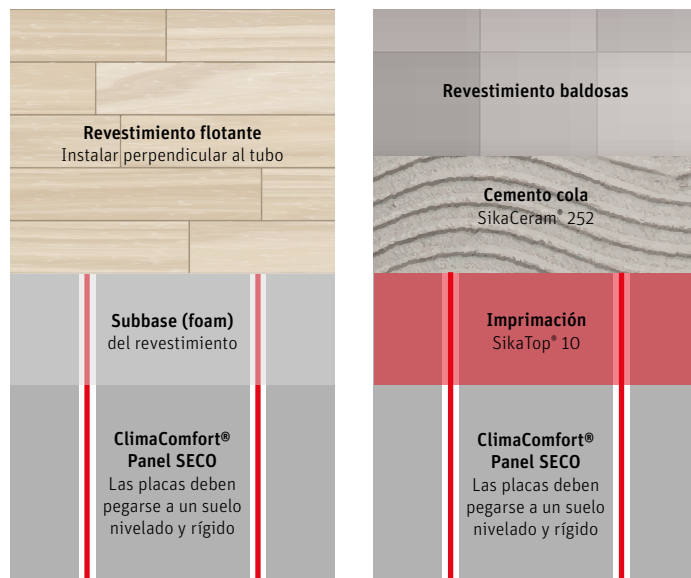 Revestimiento flotante
Instalar perpendicular al tubo
Subbase (foam)
del revestimiento
ClimaComfort®
Panel SECO
Las placas deben
pegarse a un suelo
nivelado y rígido
Revestimiento baldosas
Cemento cola
SikaCeram® 252
Imprimación
SikaTop® 10
ClimaComfort®
Panel SECO
Las placas deben
pegarse a un suelo
nivelado y rígido